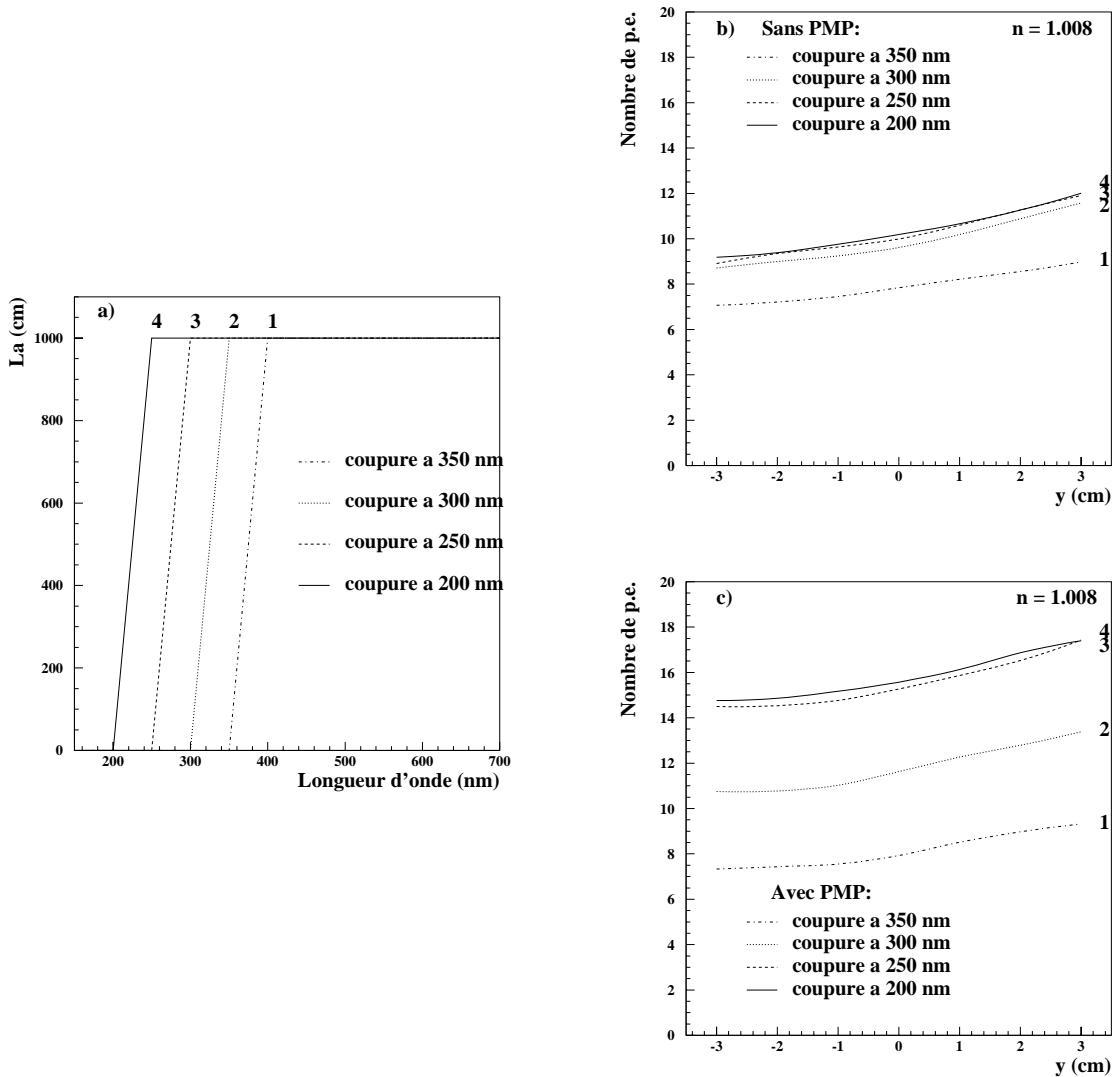 a)
4 3 2 1
La (cm)
1000
800
600
400
200
0
coupure a 350 nm
coupure a 300 nm
coupure a 250 nm
coupure a 200 nm
200 300 400 500 600 700
Longueur d'onde (nm)
b) Sans PMP: n = 1.008
coupure a 350 nm
coupure a 300 nm
coupure a 250 nm
coupure a 200 nm
Nombre de p.e.
20
18
16
14
12
10
8
6
4
2
0
4
3
2
1
-3 -2 -1 0 1 2 3
y (cm)
c) n = 1.008
Nombre de p.e.
20
18
16
14
12
10
8
6
4
2
0
4
3
2
1
Avec PMP:
coupure a 350 nm
coupure a 300 nm
coupure a 250 nm
coupure a 200 nm
-3 -2 -1 0 1 2 3
y (cm)